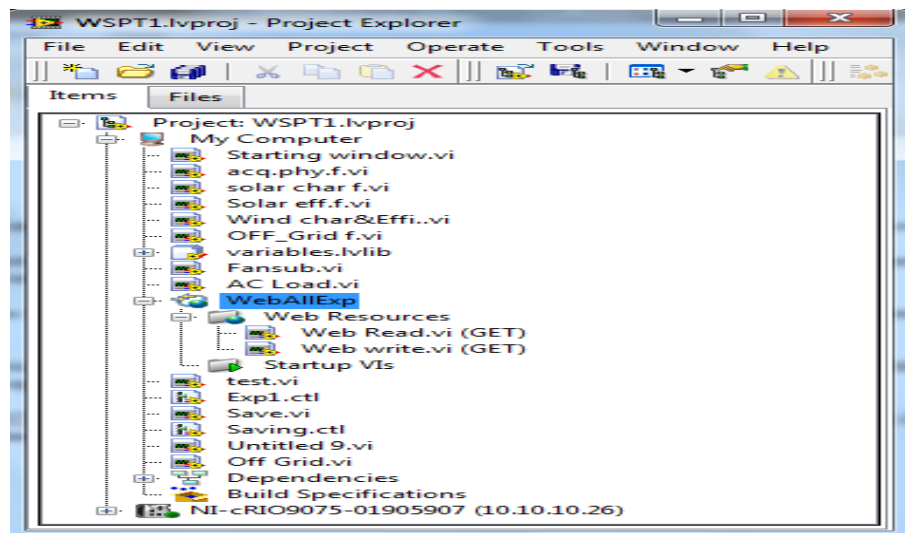 WSPT1.lvproj - Project Explorer
File Edit View Project Operate Tools Window Help
Items Files
Project: WSPT1.lvproj
My Computer
Starting window.vi
acq.phy.f.vi
solar char f.vi
Solar eff.f.vi
Wind char&Effi..vi
OFF_Grid f.vi
variables.lvlib
Fansub.vi
AC Load.vi
WebAllExp
Web Resources
Web Read.vi (GET)
Web write.vi (GET)
Startup VIs
test.vi
Exp1.ctl
Save.vi
Saving.ctl
Untitled 9.vi
Off Grid.vi
Dependencies
Build Specifications
NI-cRIO9075-01905907 (10.10.10.26)